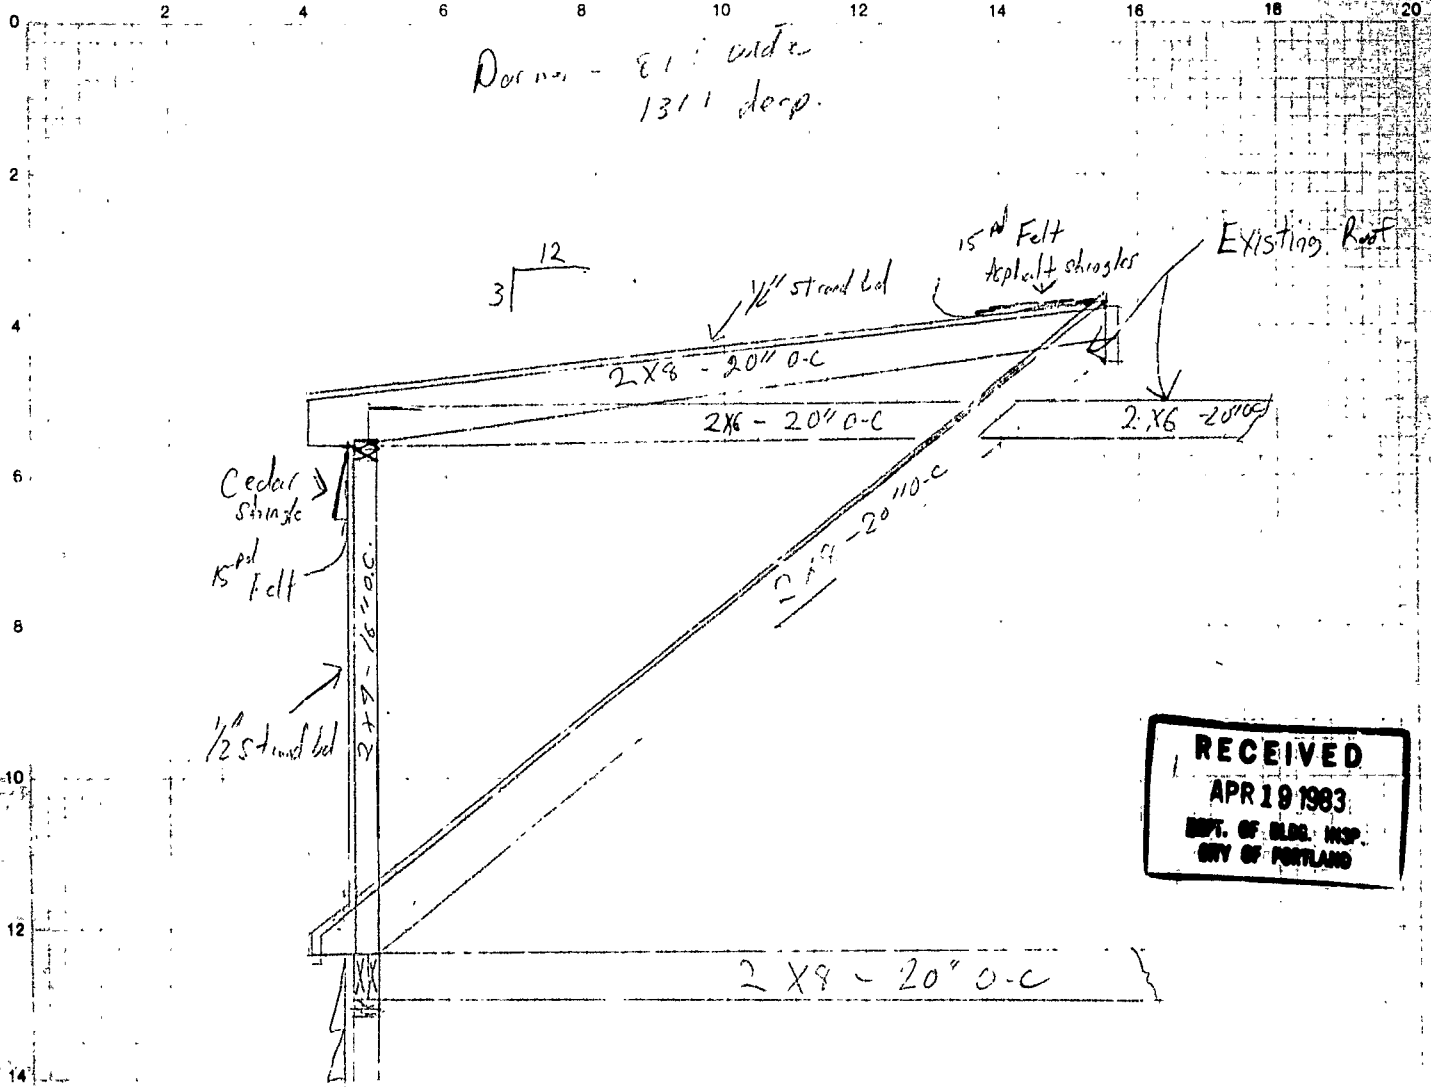 0 2 4 6 8 10 12 14 16 18 20
wide
13' deep.
2
12
3
15 pd Felt
Asphalt shingles
Existing Roof
1/2" strand bd
4
2X8 - 20" O-C
2X6 - 20" O-C
2X6 - 20" OC
6
Cedar
Shingle
15 pd
Felt
2X8 - 20" O-C
2X4 - 16" O.C.
8
1/2" Strand bd
10
RECEIVED
APR 19 1983
DEPT. OF BLDG. INSP.
CITY OF PORTLAND
12
2X8 - 20" O-C
14